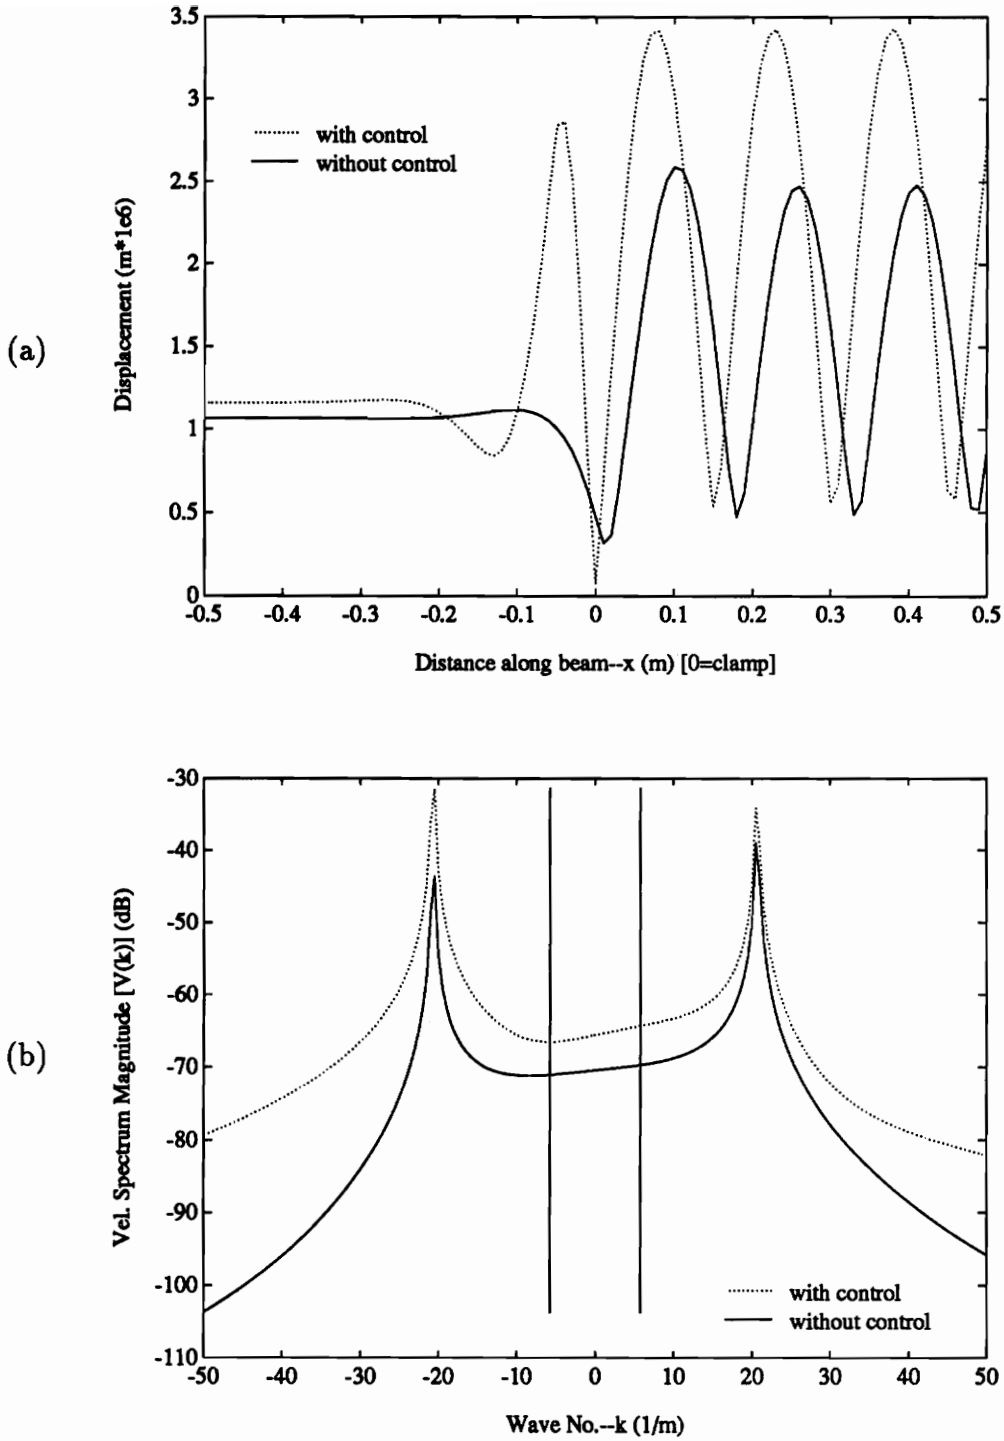 (a)
Displacement (m*1e6)
3.5
3
2.5
2
1.5
1
0.5
0
with control
without control
-0.5 -0.4 -0.3 -0.2 -0.1 0 0.1 0.2 0.3 0.4 0.5
Distance along beam--x (m) [0=clamp]
(b)
Vel. Spectrum Magnitude [V(k)] (dB)
-30
-40
-50
-60
-70
-80
-90
-100
-110
with control
without control
-50 -40 -30 -20 -10 0 10 20 30 40 50
Wave No.--k (1/m)